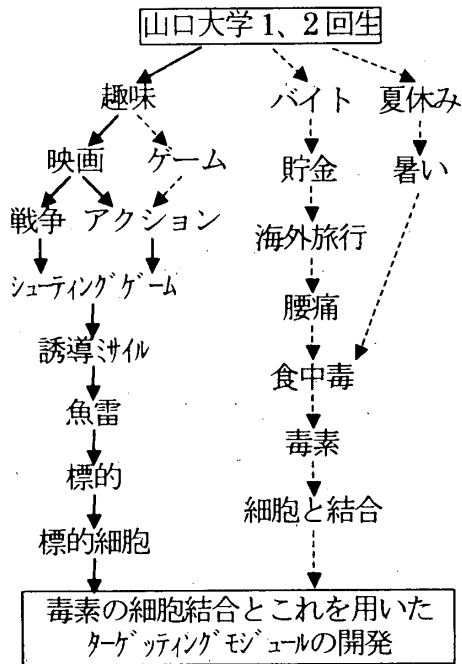 山口大学1、2回生
趣味 バイト 夏休み
映画 ゲーム 貯金 暑い
戦争 アクション 海外旅行
ｼｭｰﾃｨﾝｸﾞｹﾞｰﾑ 腰痛
誘導ﾐｻｲﾙ 食中毒
魚雷 毒素
標的 細胞と結合
標的細胞
毒素の細胞結合とこれを用いた
ﾀｰｹﾞｯﾃｨﾝｸﾞﾓｼﾞｭｰﾙの開発